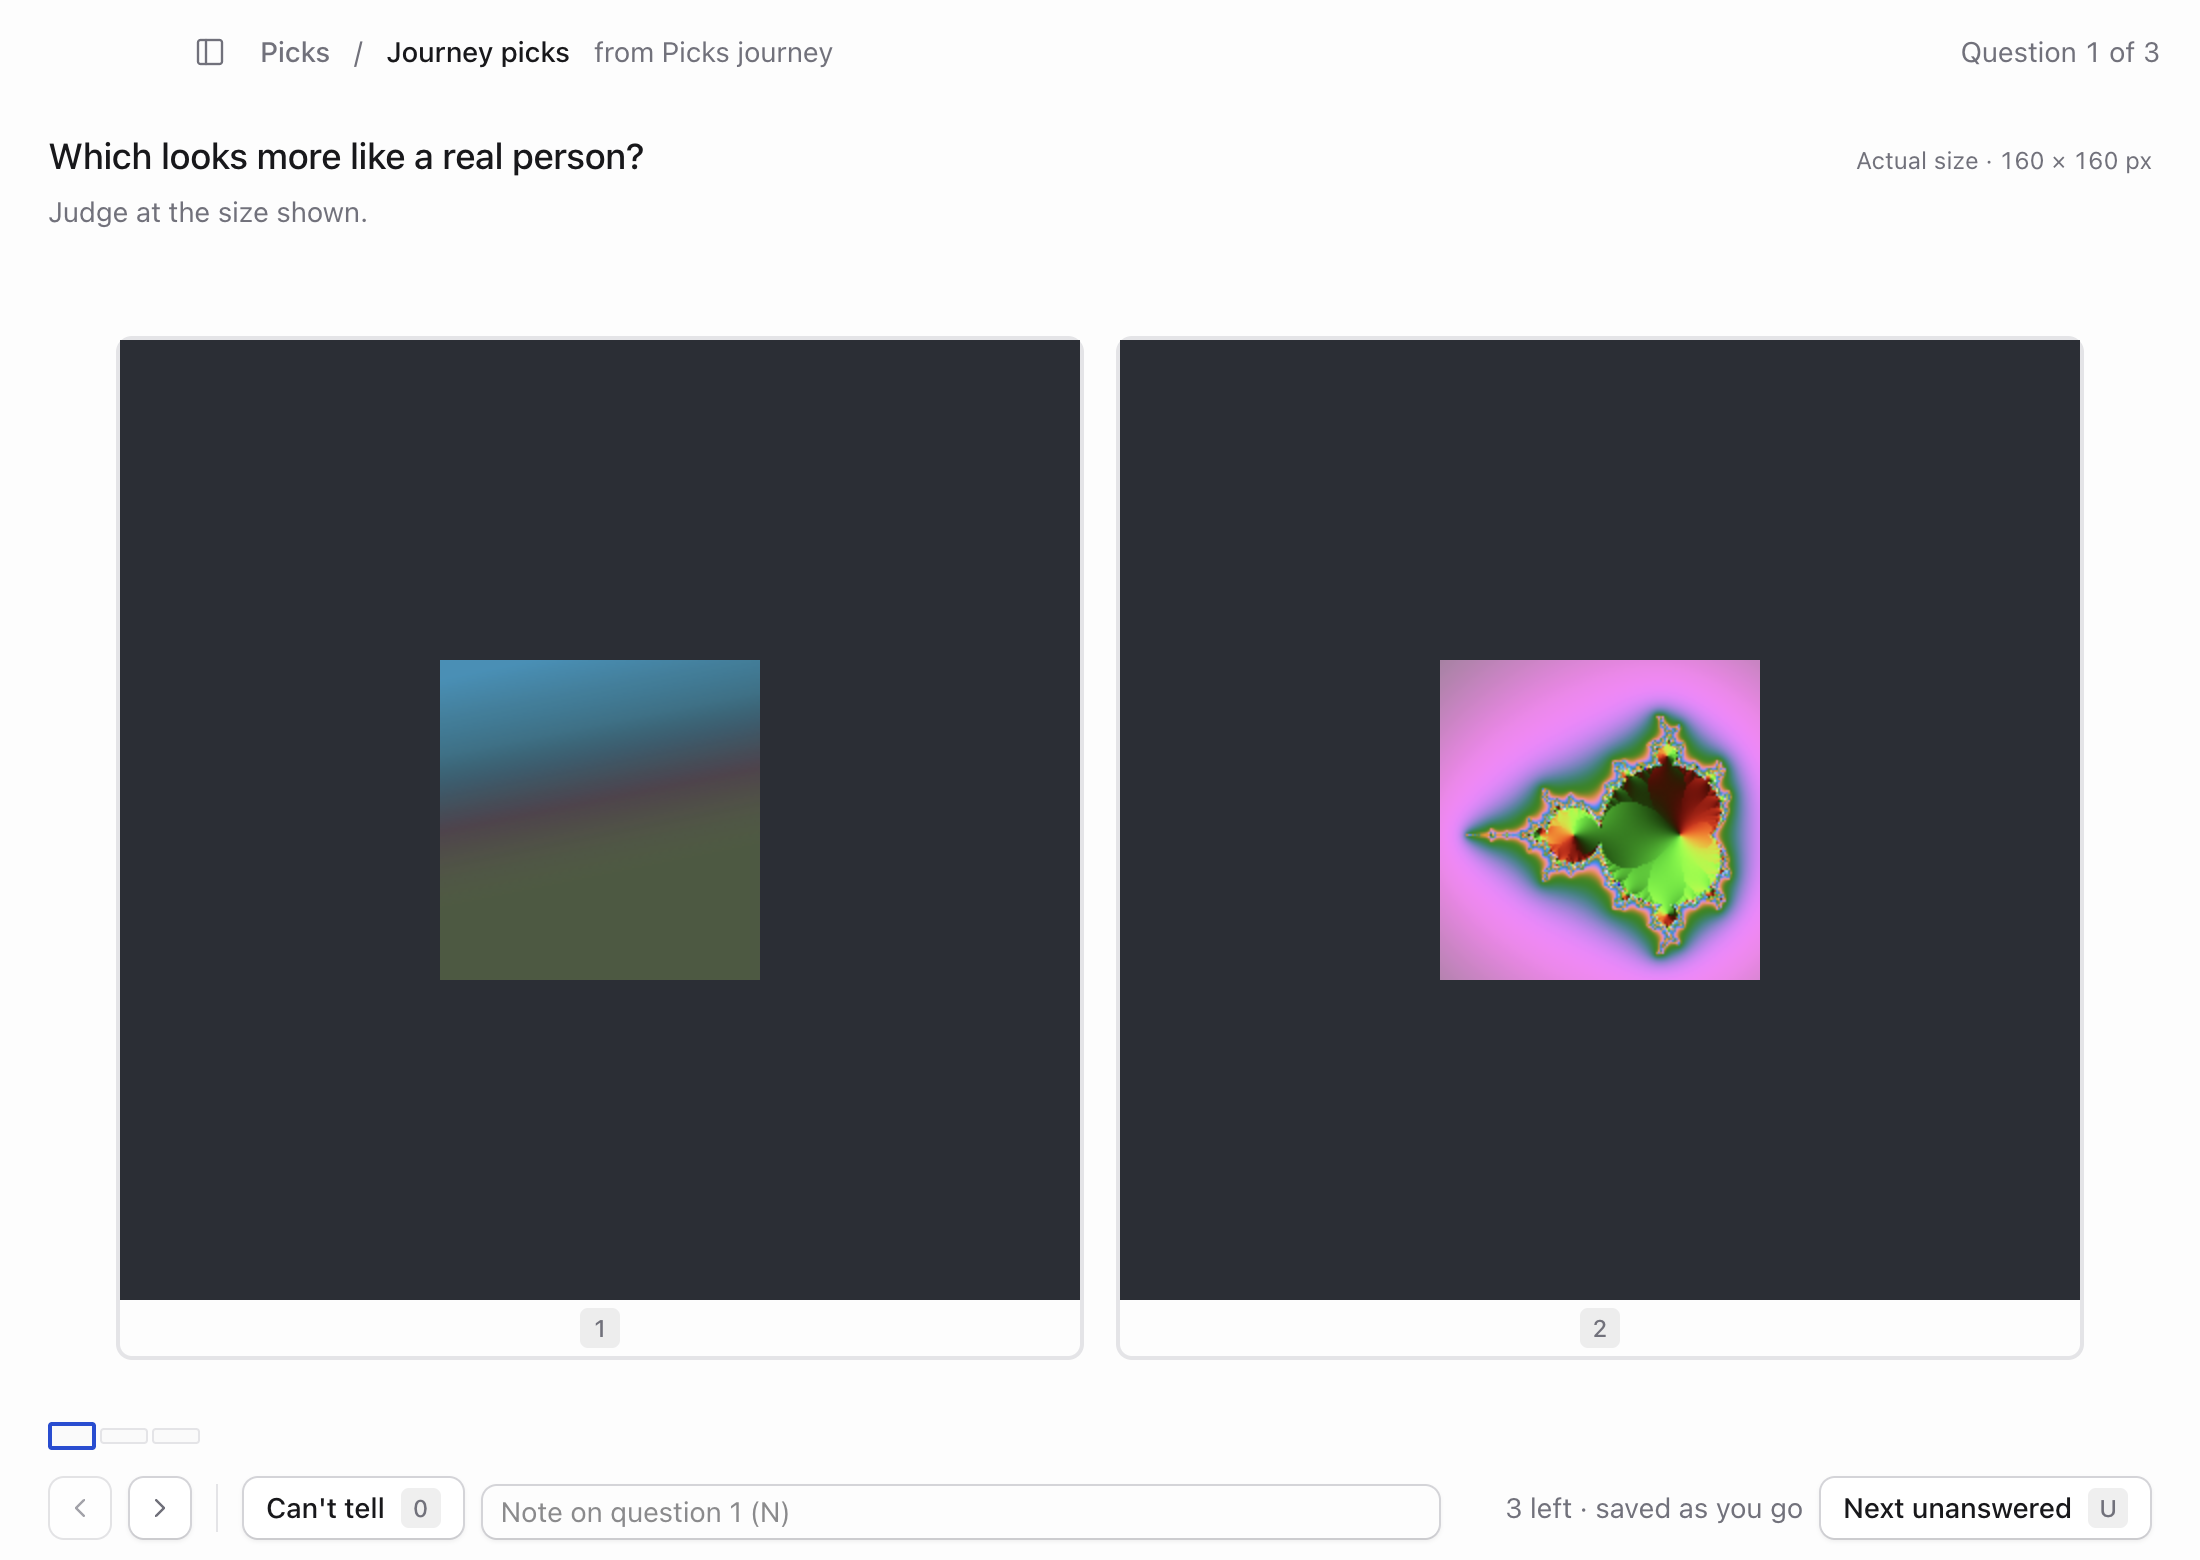 Picks / Journey picks from Picks journey
Question 1 of 3
Which looks more like a real person?
Actual size · 160 × 160 px
Judge at the size shown.
1
2
Can't tell 0
Note on question 1 (N)
3 left · saved as you go
Next unanswered U